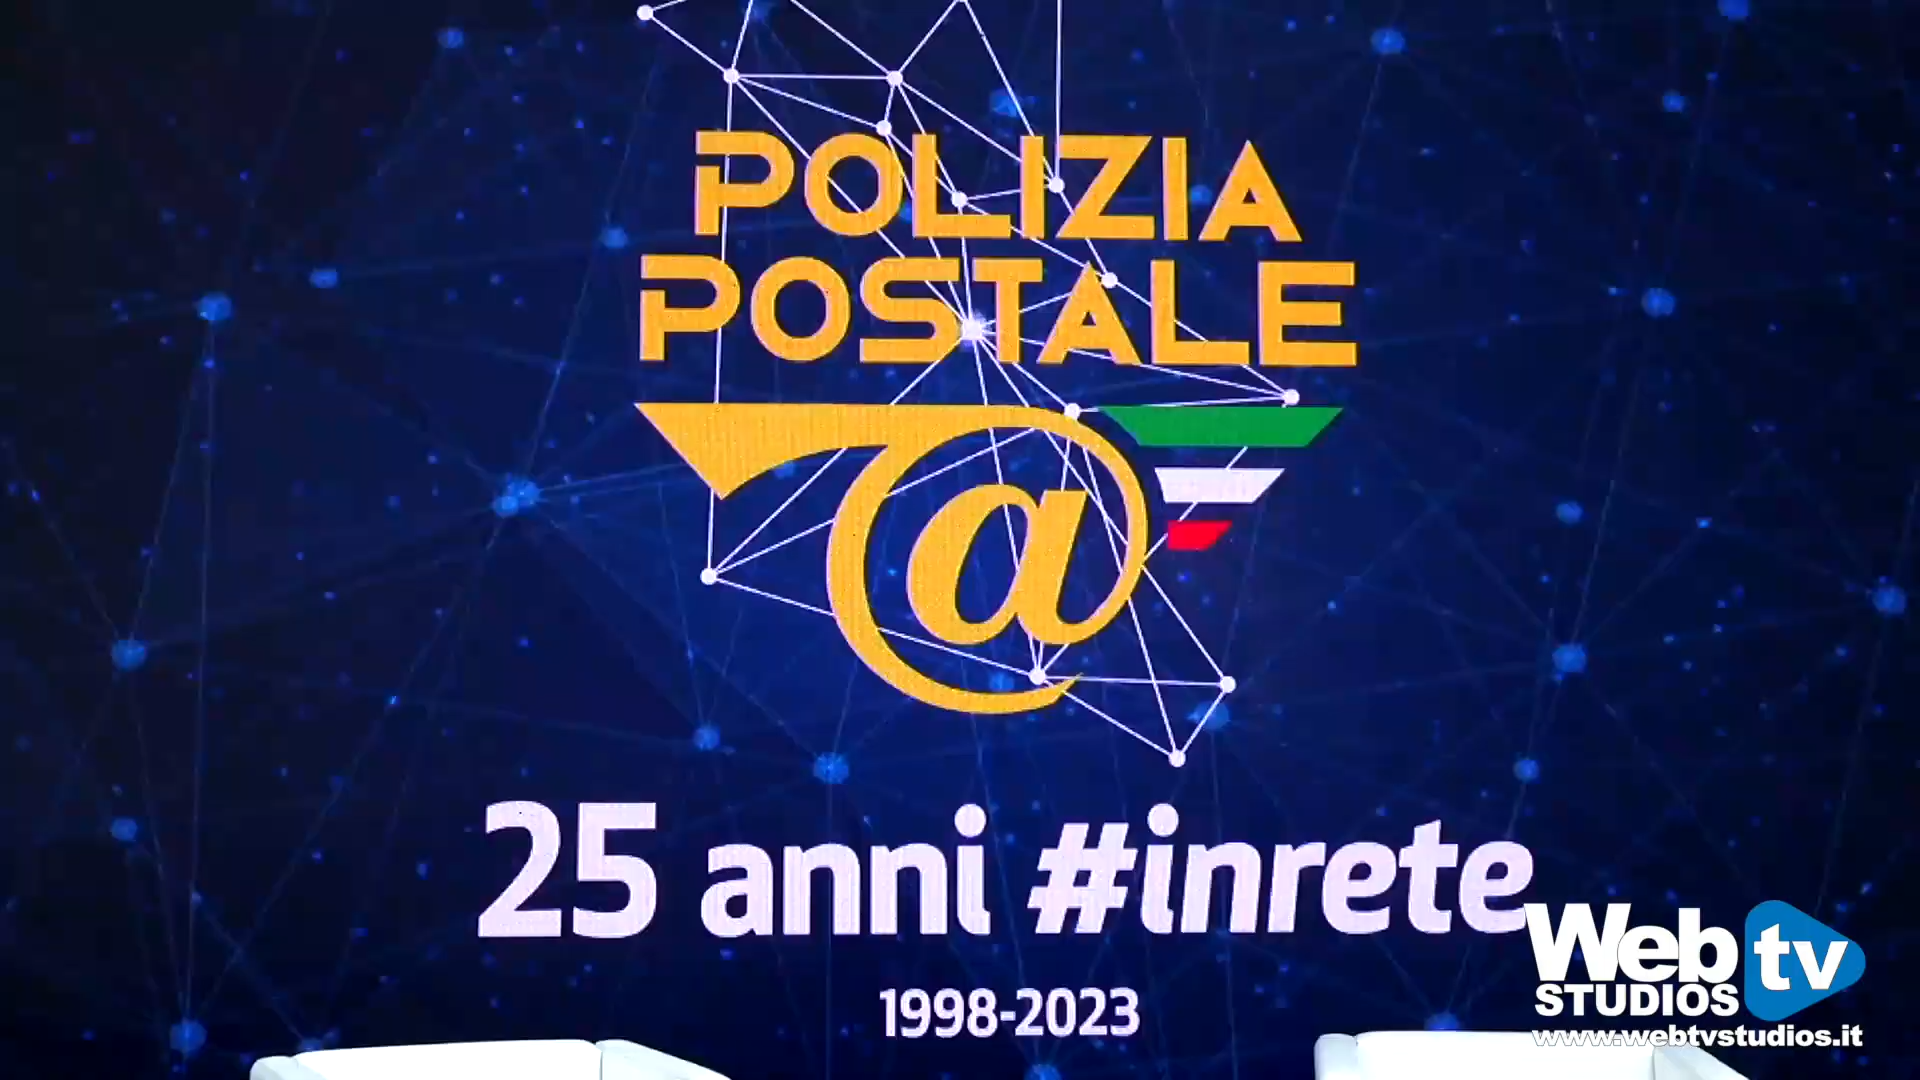 POLIZIA
POSTALE
@
25 anni #inrete
1998-2023
Web tv
STUDIOS
www.webtvstudios.it